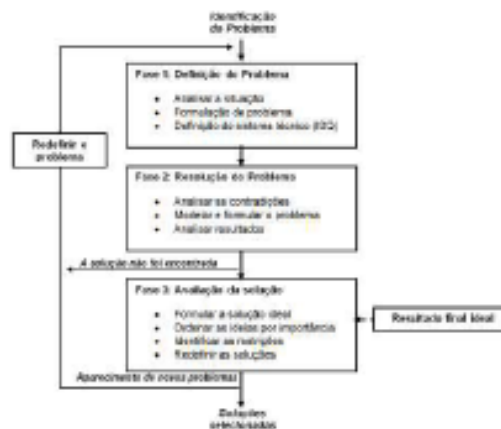 Identificação
do Problema
Fase 1: Definição do Problema
Analisar a situação
Formulação do problema
Definição do sistema técnico (ISQ)
Redefinir o
problema
Fase 2: Resolução do Problema
Analisar as contradições
Modelar e formular o problema
Analisar resultados
A solução não foi encontrada
Fase 3: Avaliação da solução
Formular a solução ideal
Ordenar as ideias por importância
Identificar as restrições
Redefinir as soluções
Resultado final ideal
Aparecimento de novos problemas
Soluções
selecionadas